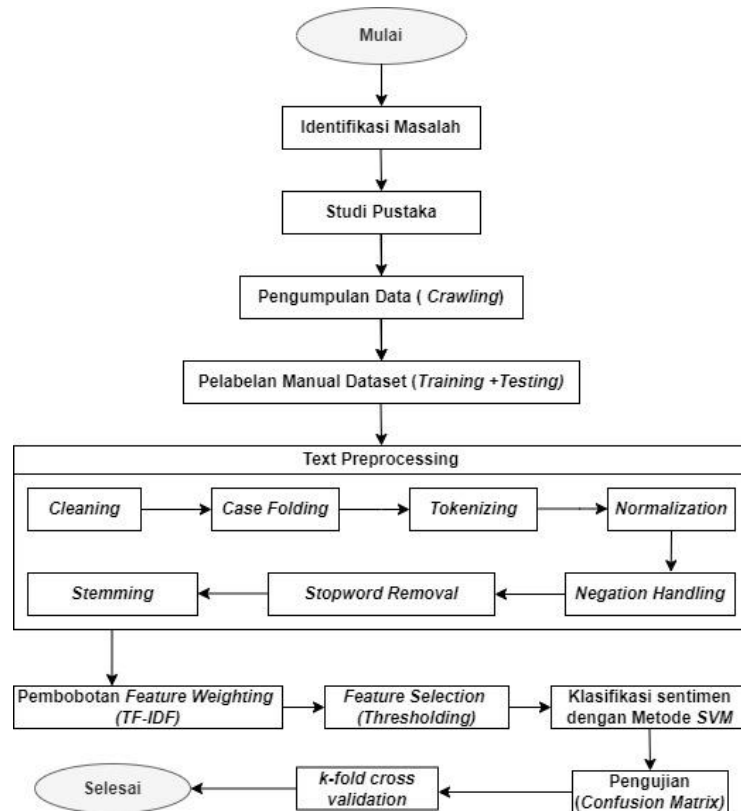 Mulai
Identifikasi Masalah
Studi Pustaka
Pengumpulan Data ( Crawling)
Pelabelan Manual Dataset (Training +Testing)
Text Preprocessing
Cleaning
Case Folding
Tokenizing
Normalization
Negation Handling
Stopword Removal
Stemming
Pembobotan Feature Weighting
(TF-IDF)
Feature Selection
(Thresholding)
Klasifikasi sentimen
dengan Metode SVM
Pengujian
(Confusion Matrix)
k-fold cross
validation
Selesai